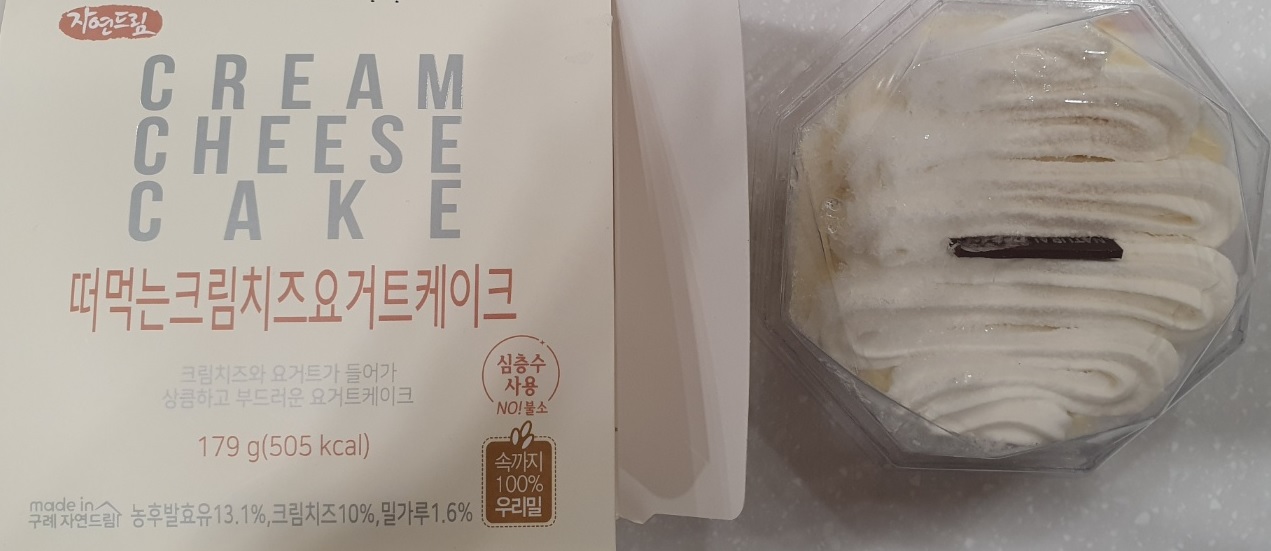 자연드림
CREAM
CHEESE
CAKE
떠먹는크림치즈요거트케이크
크림치즈와 요거트가 들어가
상큼하고 부드러운 요거트케이크
179 g(505 kcal)
심층수
사용
NO! 불소
속까지
100%
우리밀
made in
구례 자연드림
농후발효유13.1%,크림치즈10%,밀가루1.6%
NATURAL